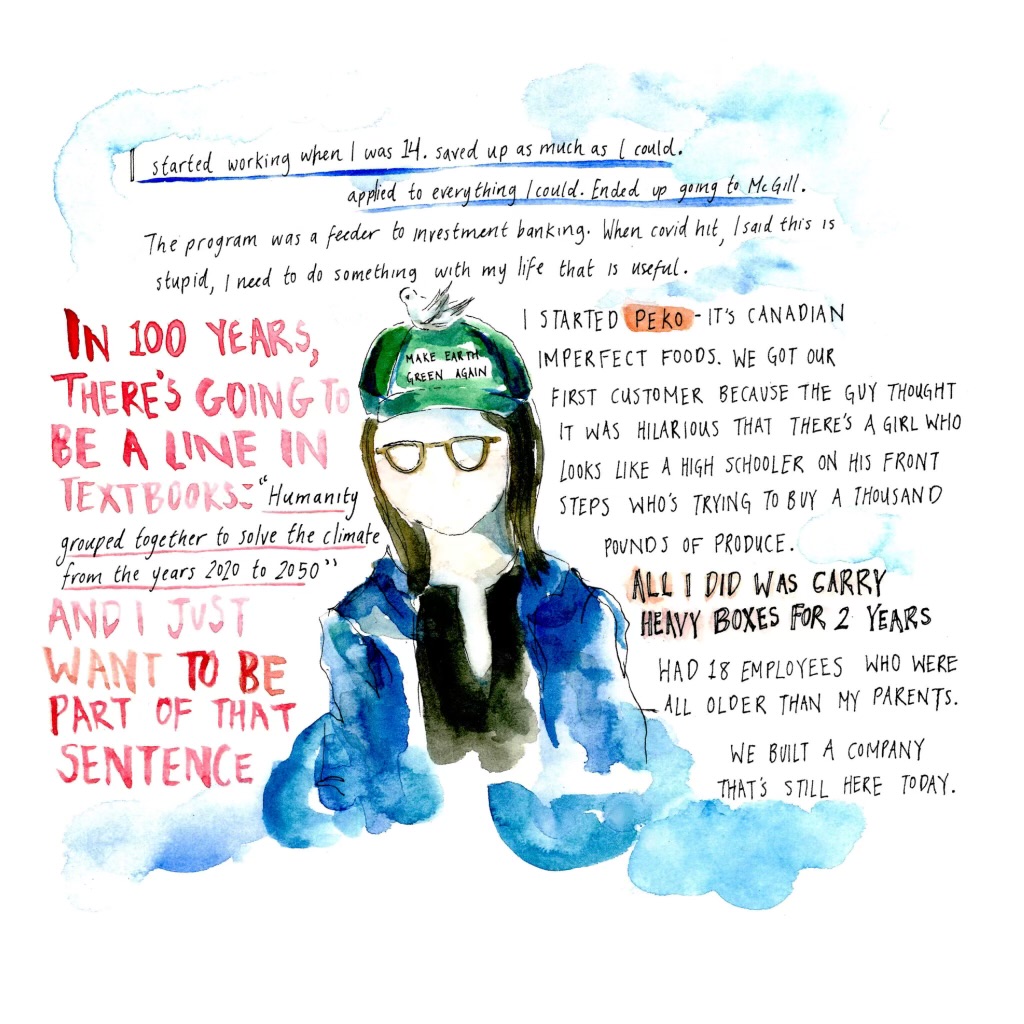 I started working when I was 14. saved up as much as I could.
applied to everything I could. Ended up going to McGill.
The program was a feeder to investment banking. When covid hit, I said this is
stupid, I need to do something with my life that is useful.
IN 100 YEARS,
THERE'S GOING TO
BE A LINE IN
TEXTBOOKS: "Humanity
grouped together to solve the climate
from the years 2020 to 2050"
AND I JUST
WANT TO BE
PART OF THAT
SENTENCE
MAKE EARTH
GREEN AGAIN
I STARTED PEKO - IT'S CANADIAN
IMPERFECT FOODS. WE GOT OUR
FIRST CUSTOMER BECAUSE THE GUY THOUGHT
IT WAS HILARIOUS THAT THERE'S A GIRL WHO
LOOKS LIKE A HIGH SCHOOLER ON HIS FRONT
STEPS WHO'S TRYING TO BUY A THOUSAND
POUNDS OF PRODUCE.
ALL I DID WAS CARRY
HEAVY BOXES FOR 2 YEARS
HAD 18 EMPLOYEES WHO WERE
ALL OLDER THAN MY PARENTS.
WE BUILT A COMPANY
THAT'S STILL HERE TODAY.